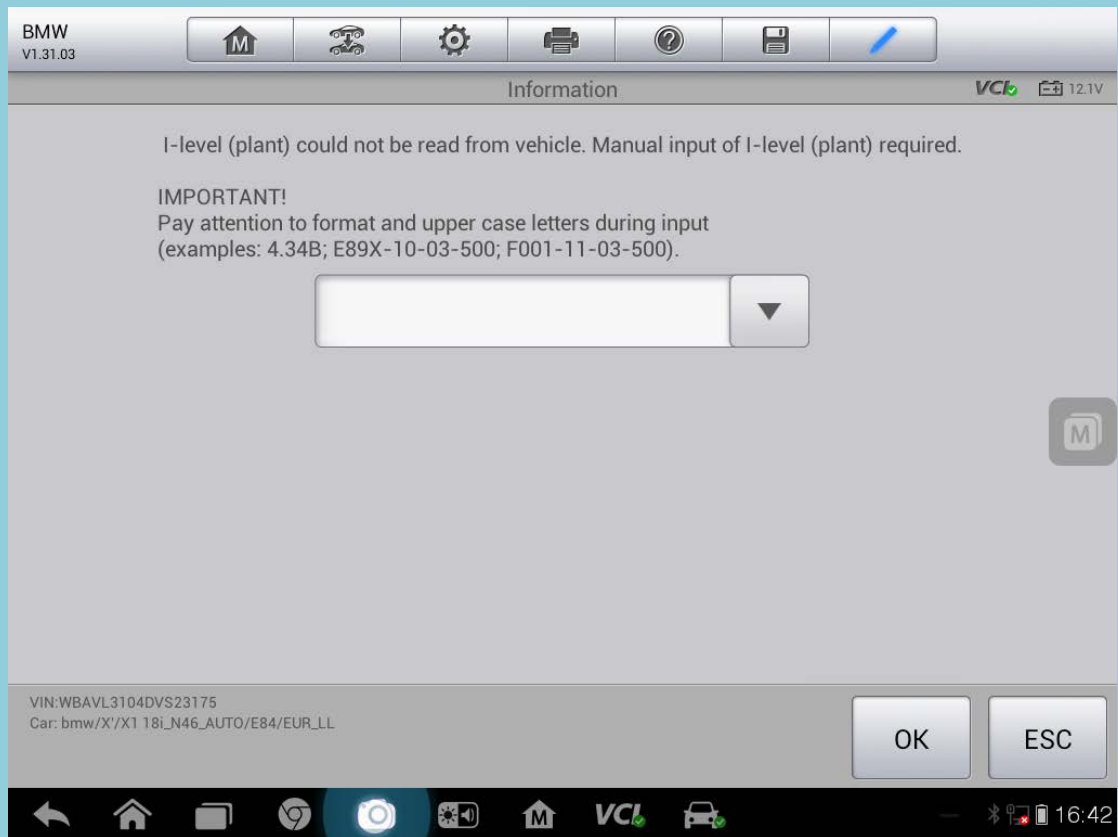 BMW
V1.31.03
M
Information
VCI
12.1V
I-level (plant) could not be read from vehicle. Manual input of I-level (plant) required.
IMPORTANT!
Pay attention to format and upper case letters during input
(examples: 4.34B; E89X-10-03-500; F001-11-03-500).
M
VIN:WBAVL3104DVS23175
Car: bmw/X'/X1 18i_N46_AUTO/E84/EUR_LL
OK
ESC
M
VCI
16:42